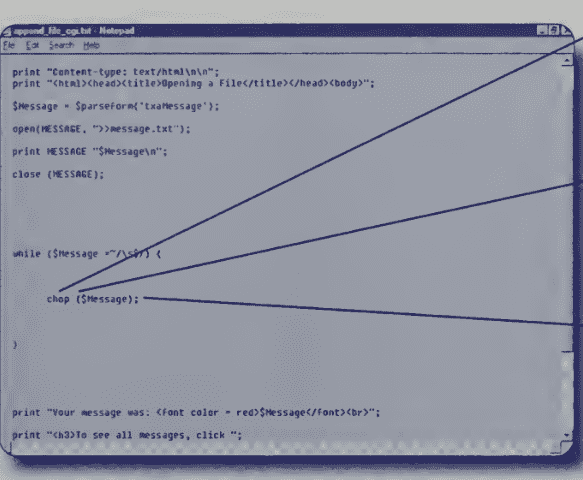 append_file_cgi.txt - Notepad
File Edit Search Help
print "Content-type: text/html\n\n";
print "<html><head><title>Opening a File</title></head><body>";
$Message = $parseform('txaMessage');
open(MESSAGE, ">>message.txt");
print MESSAGE "$Message\n";
close (MESSAGE);
while ($Message =~/\s$/) {
chop ($Message);
}
print "Your message was: <font color = red>$Message</font><br>";
print "<h3>To see all messages, click ";